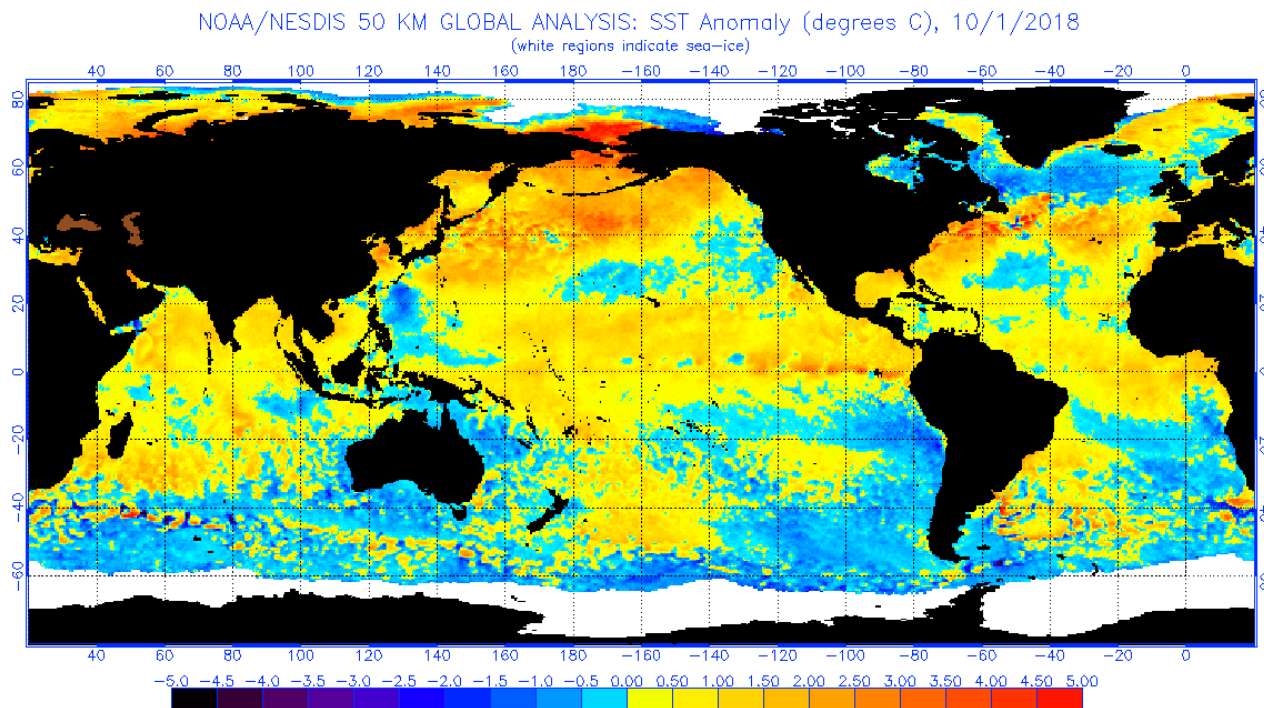 NOAA/NESDIS 50 KM GLOBAL ANALYSIS: SST Anomaly (degrees C), 10/1/2018
(white regions indicate sea-ice)
40 60 80 100 120 140 160 180 -160 -140 -120 -100 -80 -60 -40 -20 0
80
60
40
20
0
-20
-40
-60
40 60 80 100 120 140 160 180 -160 -140 -120 -100 -80 -60 -40 -20 0
-5.0 -4.5 -4.0 -3.5 -3.0 -2.5 -2.0 -1.5 -1.0 -0.5 0.00 0.50 1.00 1.50 2.00 2.50 3.00 3.50 4.00 4.50 5.00